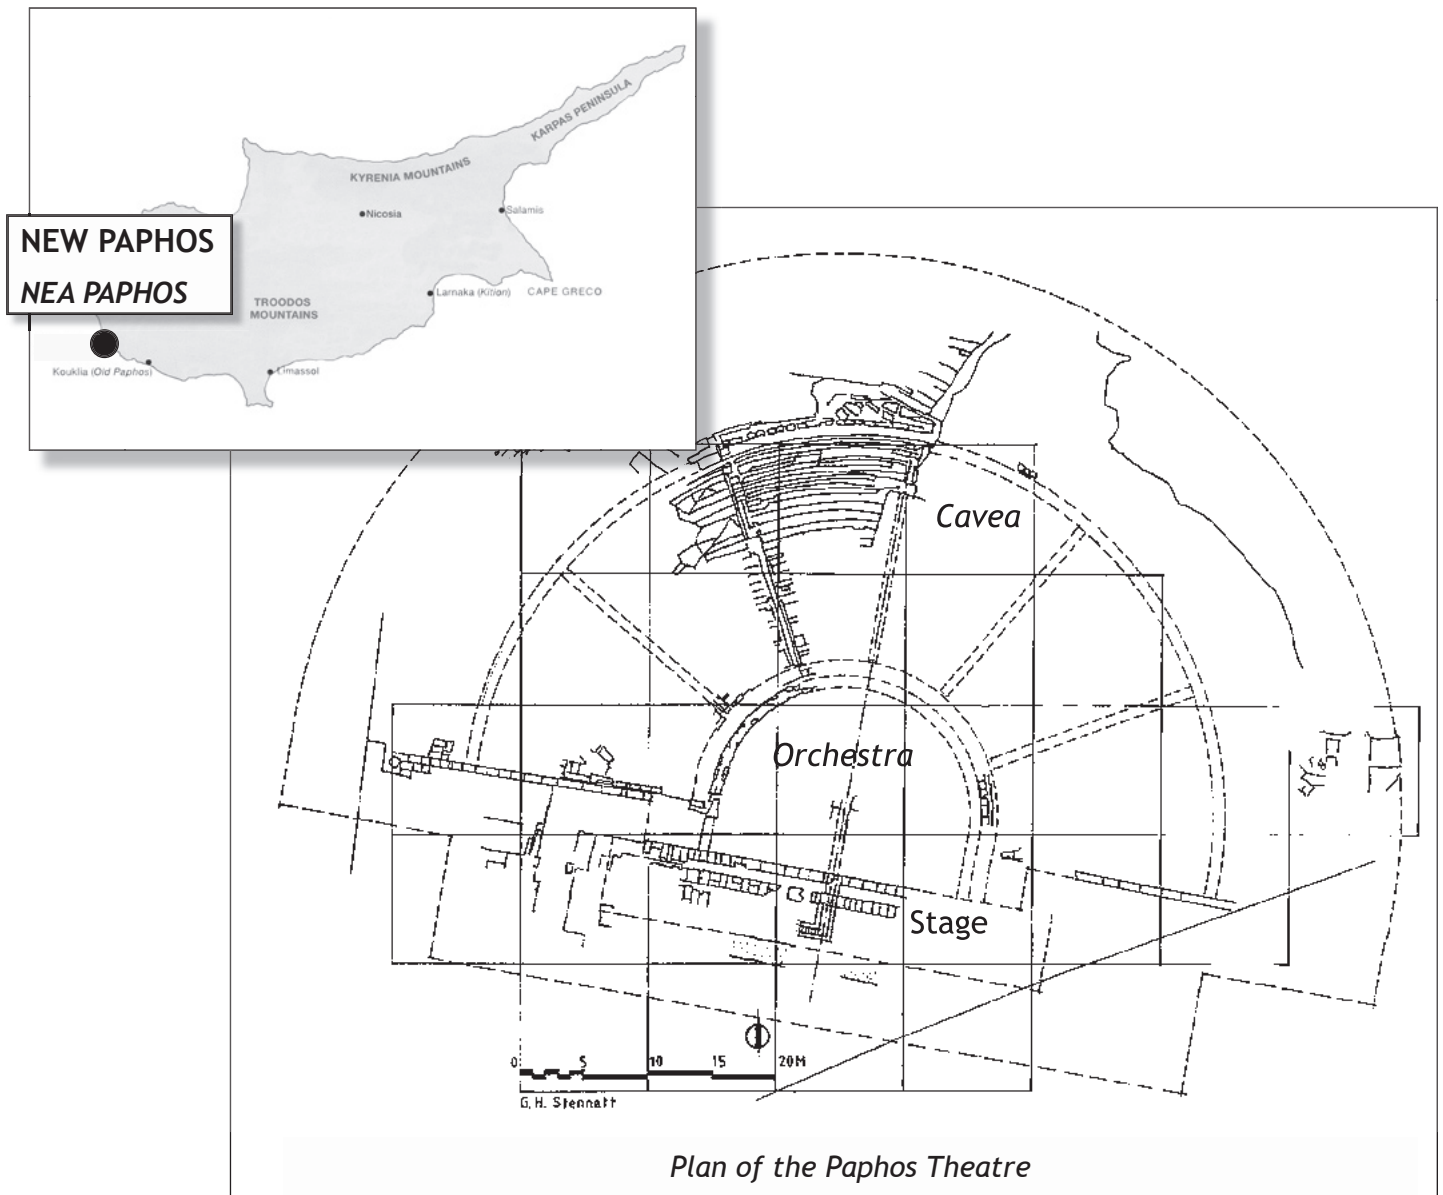 KARPAS PENINSULA
KYRENIA MOUNTAINS
Nicosia
Salamis
NEW PAPHOS
NEA PAPHOS
TROODOS
MOUNTAINS
Larnaka (Kition)
CAPE GRECO
Kouklia (Old Paphos)
Limassol
Cavea
Orchestra
Stage
0 5 10 15 20M
G. H. Stennatt
Plan of the Paphos Theatre